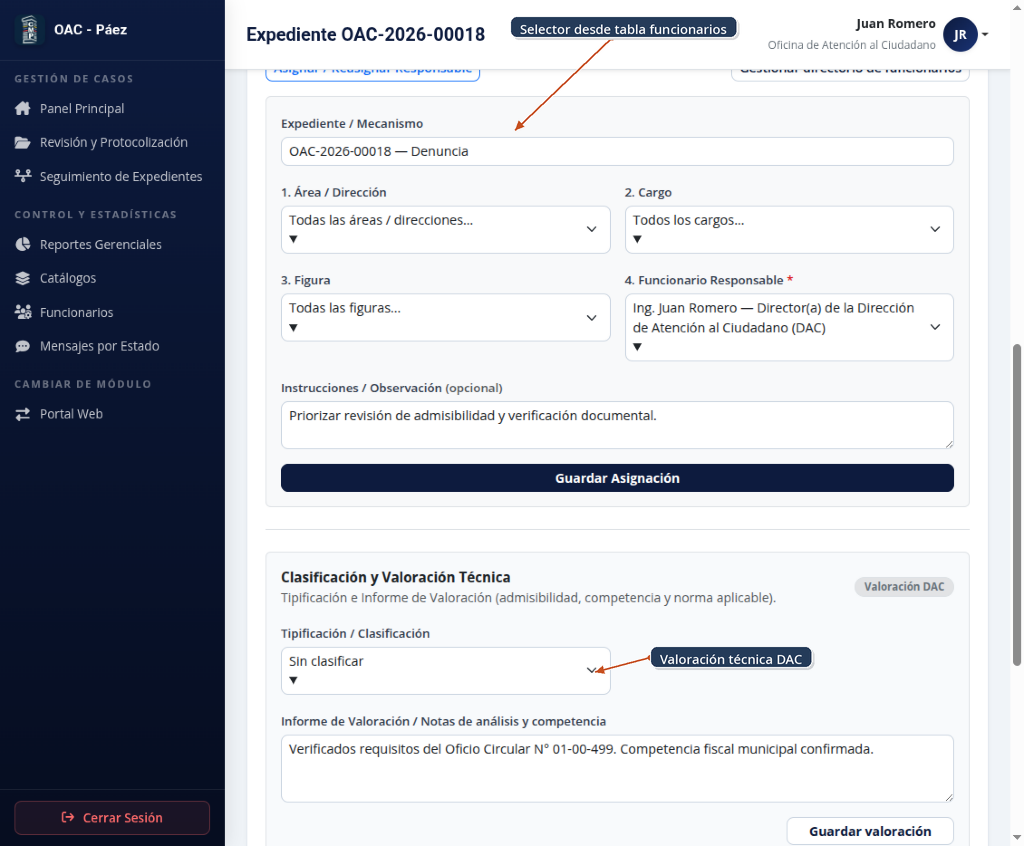 OAC - Páez
GESTIÓN DE CASOS
Panel Principal
Revisión y Protocolización
Seguimiento de Expedientes
CONTROL Y ESTADÍSTICAS
Reportes Gerenciales
Catálogos
Funcionarios
Mensajes por Estado
CAMBIAR DE MÓDULO
Portal Web
Cerrar Sesión
Expediente OAC-2026-00018
Selector desde tabla funcionarios
Juan Romero
Oficina de Atención al Ciudadano
JR
Asignar / Reasignar Responsable
Gestionar directorio de funcionarios
Expediente / Mecanismo
OAC-2026-00018 — Denuncia
1. Área / Dirección
Todas las áreas / direcciones...
2. Cargo
Todos los cargos...
3. Figura
Todas las figuras...
4. Funcionario Responsable *
Ing. Juan Romero — Director(a) de la Dirección
de Atención al Ciudadano (DAC)
Instrucciones / Observación (opcional)
Priorizar revisión de admisibilidad y verificación documental.
Guardar Asignación
Clasificación y Valoración Técnica
Tipificación e Informe de Valoración (admisibilidad, competencia y norma aplicable).
Valoración DAC
Tipificación / Clasificación
Sin clasificar
Valoración técnica DAC
Informe de Valoración / Notas de análisis y competencia
Verificados requisitos del Oficio Circular N° 01-00-499. Competencia fiscal municipal confirmada.
Guardar valoración